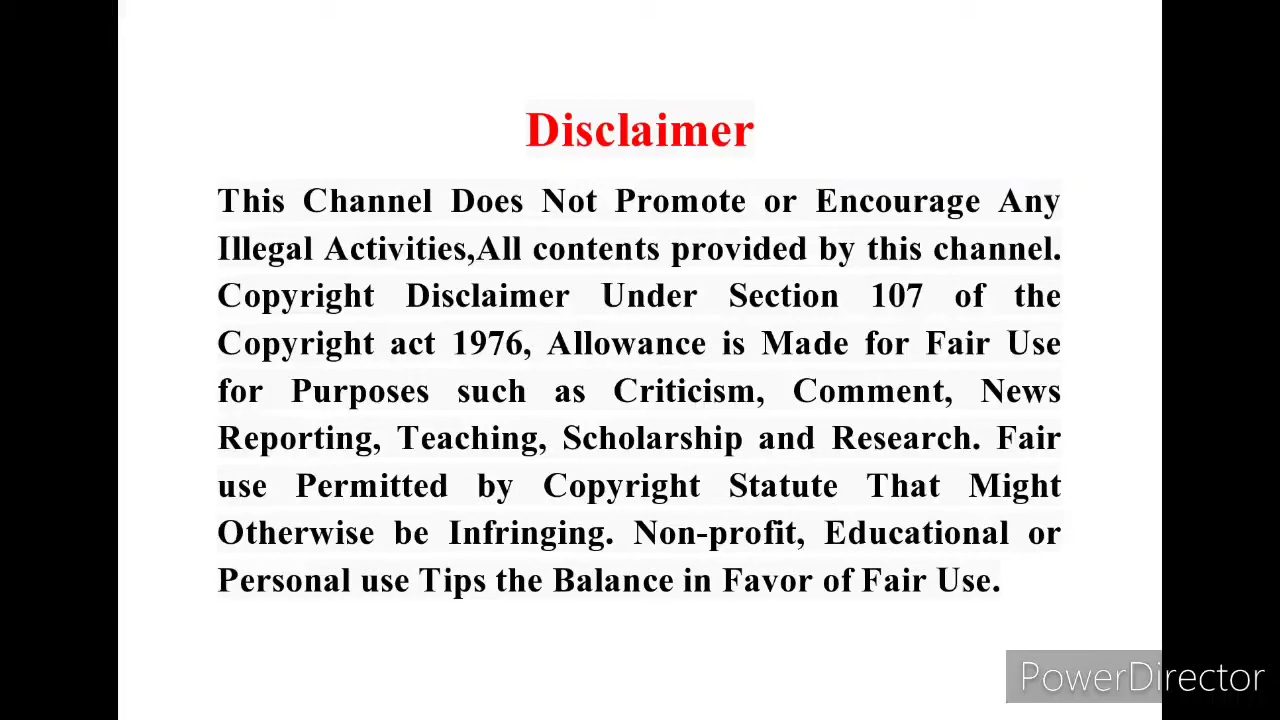 Disclaimer
This Channel Does Not Promote or Encourage Any
Illegal Activities,All contents provided by this channel.
Copyright Disclaimer Under Section 107 of the
Copyright act 1976, Allowance is Made for Fair Use
for Purposes such as Criticism, Comment, News
Reporting, Teaching, Scholarship and Research. Fair
use Permitted by Copyright Statute That Might
Otherwise be Infringing. Non-profit, Educational or
Personal use Tips the Balance in Favor of Fair Use.
PowerDirector